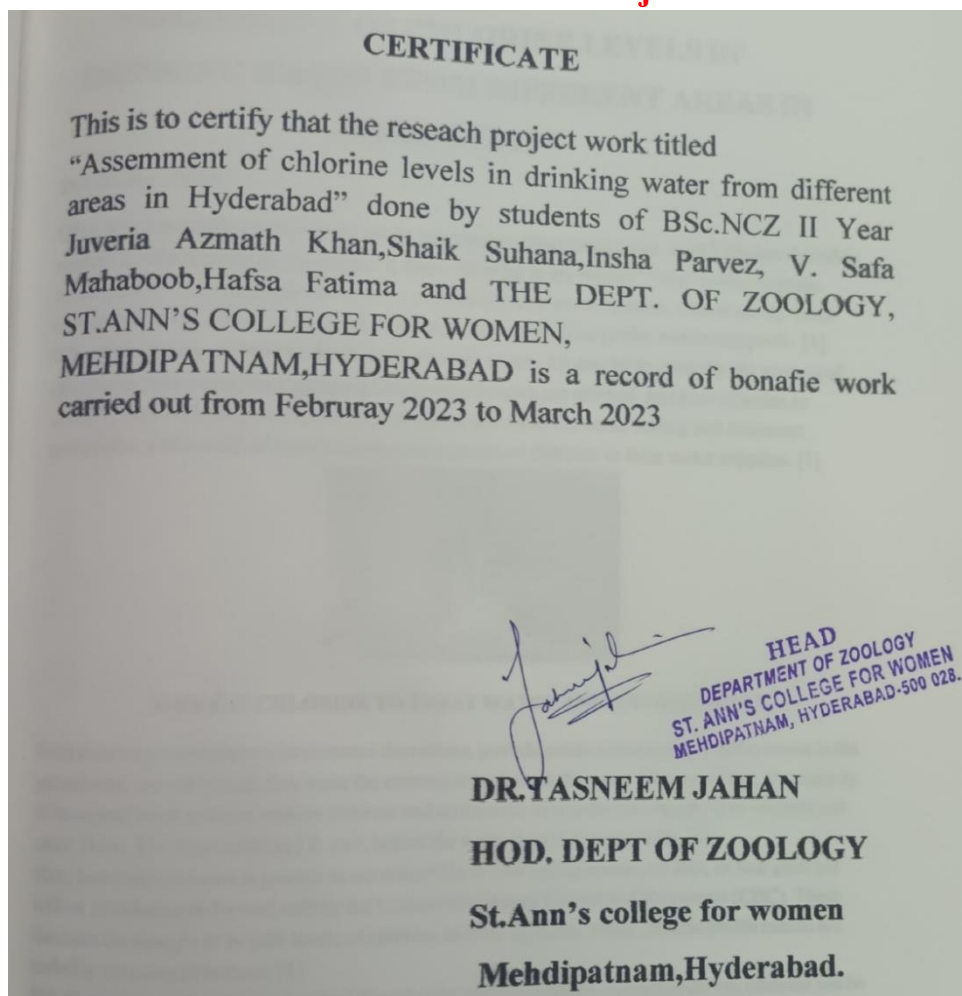 CERTIFICATE
This is to certify that the reseach project work titled
“Assemment of chlorine levels in drinking water from different
areas in Hyderabad” done by students of BSc.NCZ II Year
Juveria Azmath Khan,Shaik Suhana,Insha Parvez, V. Safa
Mahaboob,Hafsa Fatima and THE DEPT. OF ZOOLOGY,
ST.ANN’S COLLEGE FOR WOMEN,
MEHDIPATNAM,HYDERABAD is a record of bonafie work
carried out from Februray 2023 to March 2023
HEAD
DEPARTMENT OF ZOOLOGY
ST. ANN'S COLLEGE FOR WOMEN
MEHDIPATNAM, HYDERABAD-500 028.
DR.TASNEEM JAHAN
HOD. DEPT OF ZOOLOGY
St.Ann’s college for women
Mehdipatnam,Hyderabad.